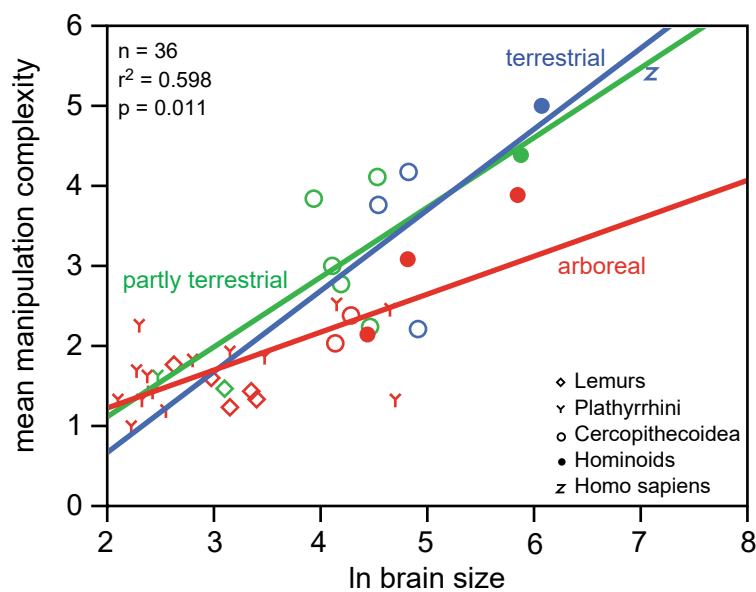 n = 36
r² = 0.598
p = 0.011
terrestrial
partly terrestrial
arboreal
Lemurs
Plathyrrhini
Cercopithecoidea
Hominoids
Homo sapiens
mean manipulation complexity
6
5
4
3
2
1
0
2 3 4 5 6 7 8
ln brain size